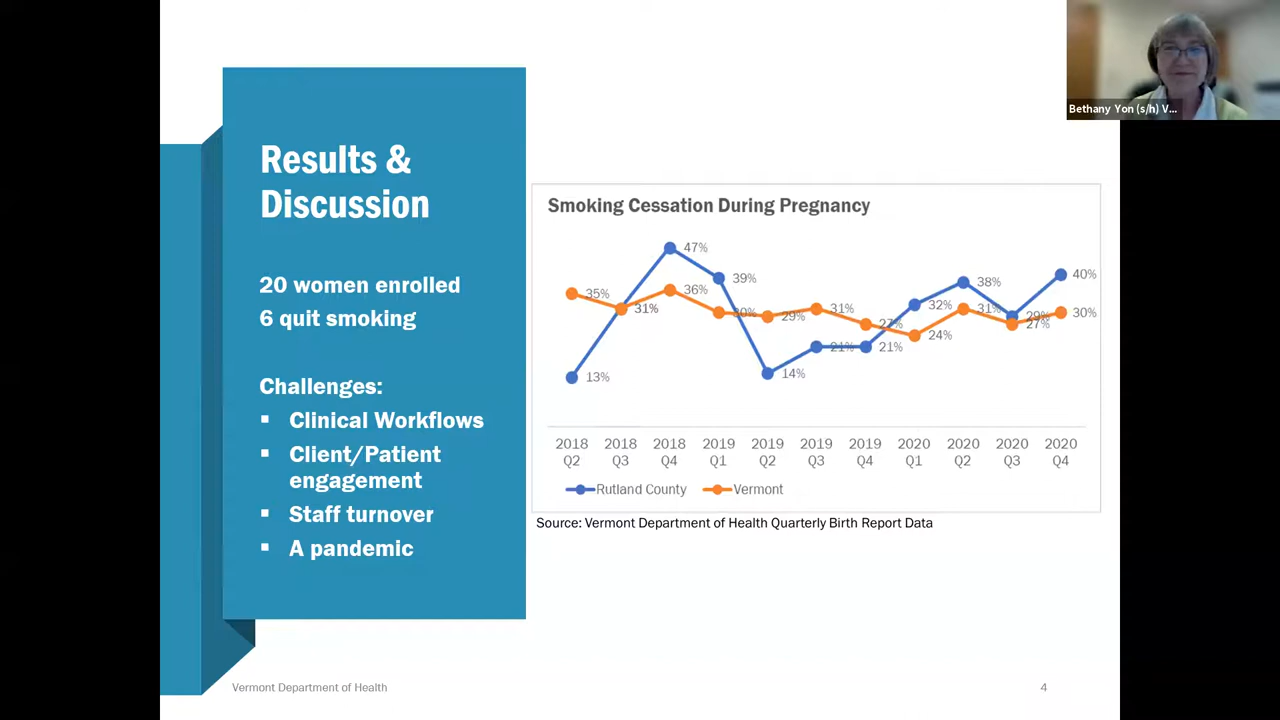 Bethany Yon (s/h) V...
Results &
Discussion
20 women enrolled
6 quit smoking
Challenges:
▪ Clinical Workflows
▪ Client/Patient
engagement
▪ Staff turnover
▪ A pandemic
Smoking Cessation During Pregnancy
47%
39%
38%
40%
35%
36%
31%
30%
29%
31%
27%
32%
24%
31%
29%
27%
30%
13%
14%
21%
21%
2018 2018 2018 2019 2019 2019 2019 2020 2020 2020 2020
Q2 Q3 Q4 Q1 Q2 Q3 Q4 Q1 Q2 Q3 Q4
Rutland County Vermont
Source: Vermont Department of Health Quarterly Birth Report Data
Vermont Department of Health 4